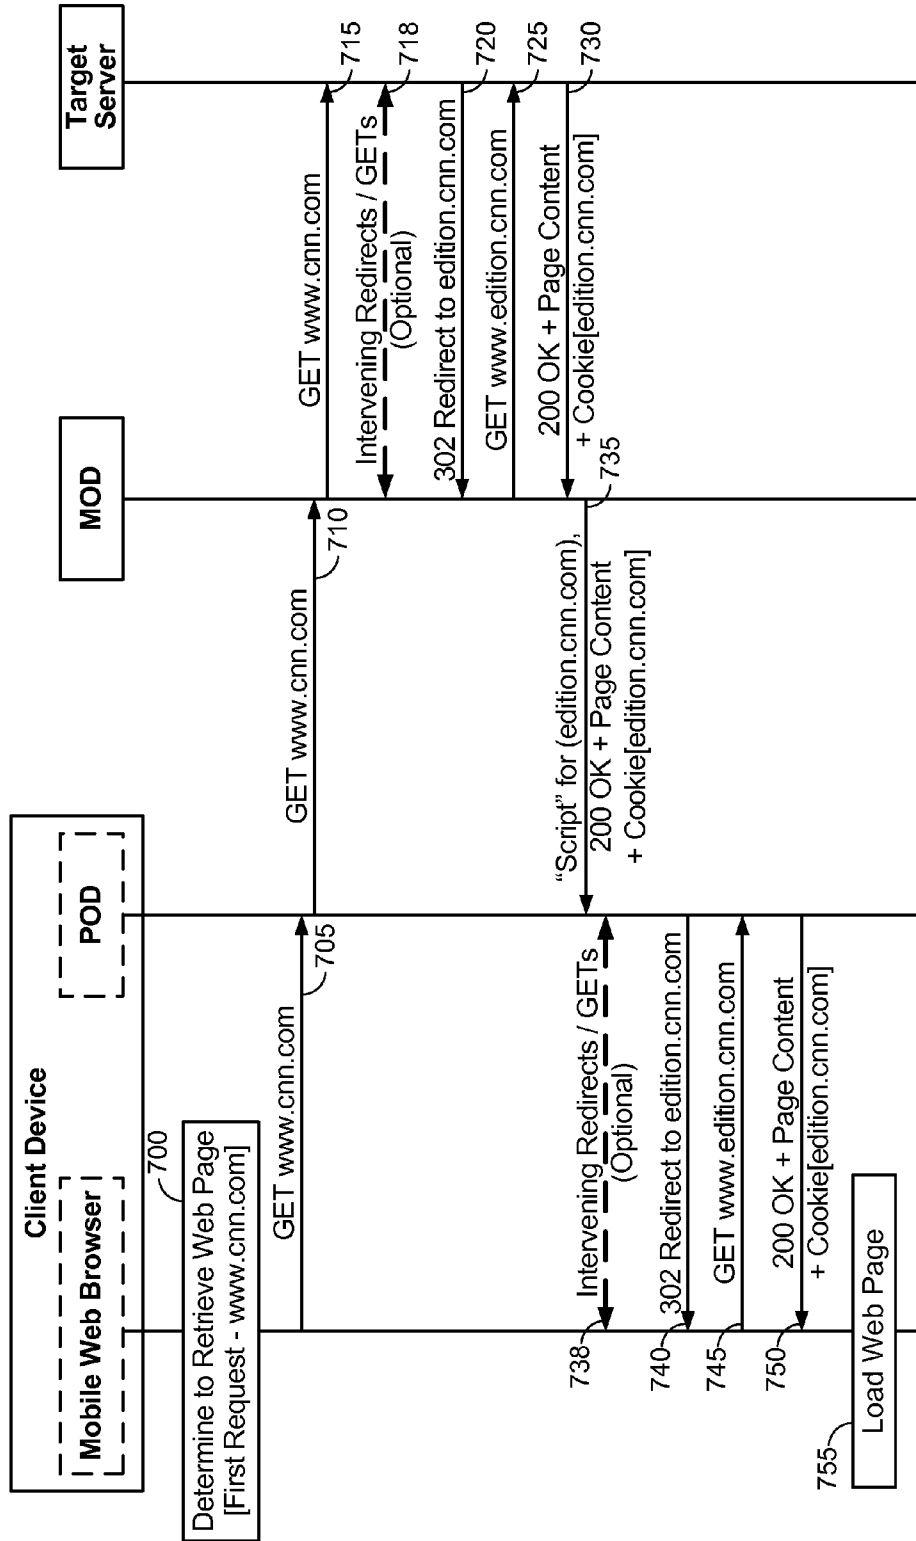 Client Device
Mobile Web Browser
POD
MOD
Target
Server
700
Determine to Retrieve Web Page
[First Request - www.cnn.com]
GET www.cnn.com
705
GET www.cnn.com
710
GET www.cnn.com
715
Intervening Redirects / GETs
(Optional)
718
302 Redirect to edition.cnn.com
720
GET www.edition.cnn.com
725
200 OK + Page Content
+ Cookie[edition.cnn.com]
730
735
“Script” for (edition.cnn.com),
200 OK + Page Content
+ Cookie[edition.cnn.com]
738
Intervening Redirects / GETs
(Optional)
740
302 Redirect to edition.cnn.com
745
GET www.edition.cnn.com
750
200 OK + Page Content
+ Cookie[edition.cnn.com]
755
Load Web Page